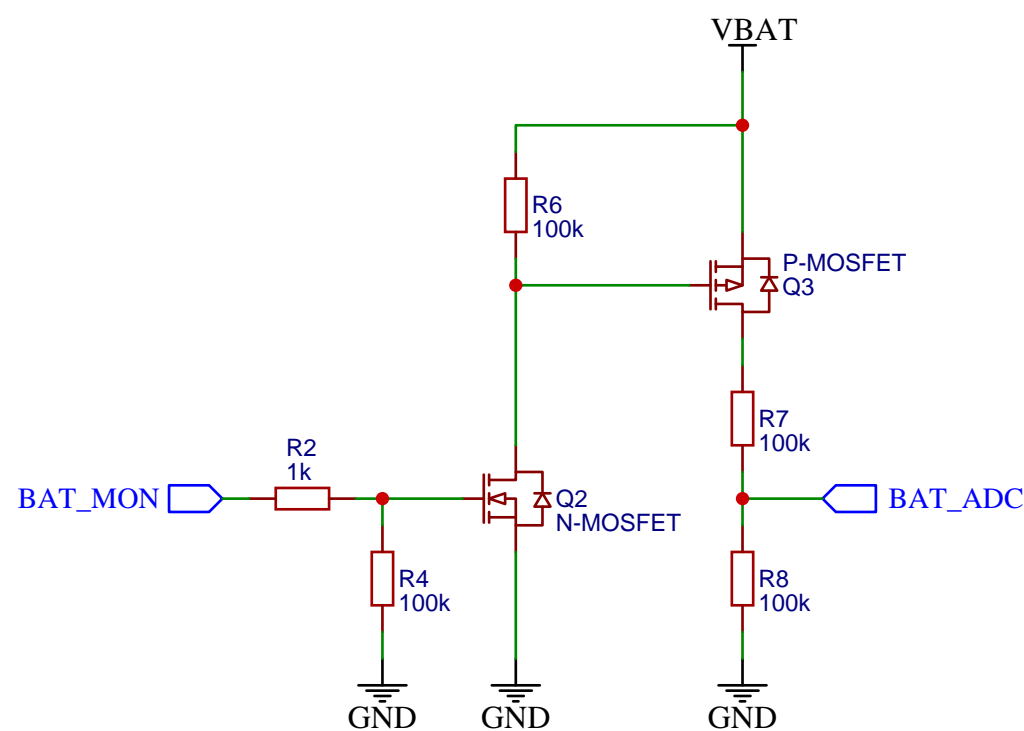 VBAT
R6
100k
P-MOSFET
Q3
R7
100k
R2
1k
BAT_MON
Q2
N-MOSFET
BAT_ADC
R4
100k
R8
100k
GND
GND
GND